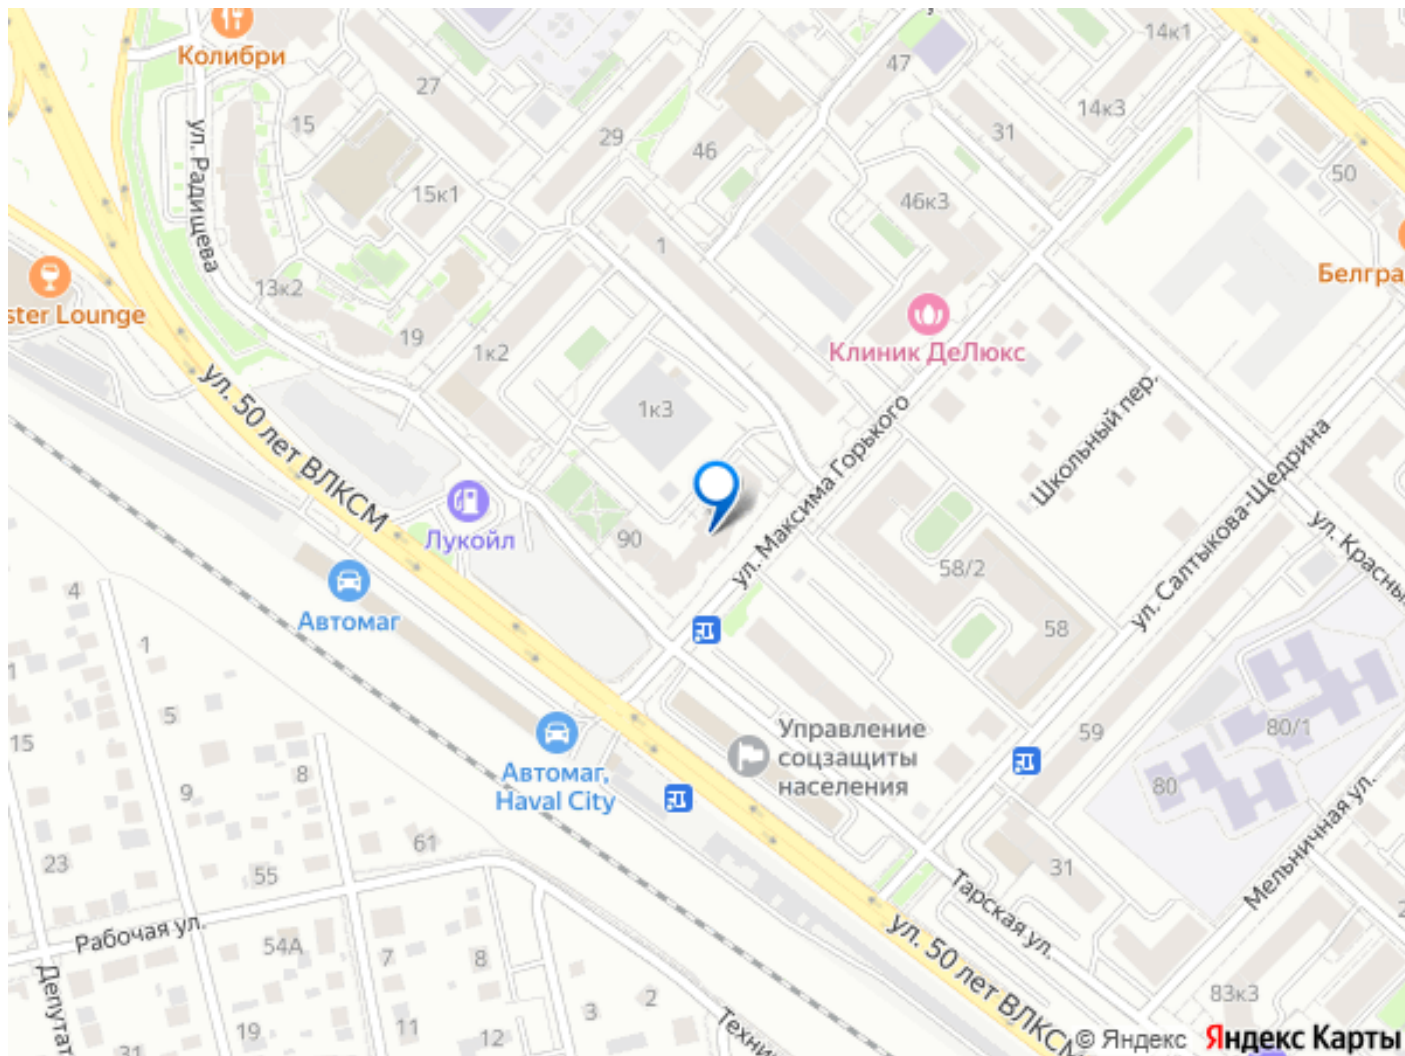 Колибри
27
47
14к1
14к3
15
29
46
31
50
ул. Радищева
15к1
46к3
1
Белгра
13к2
ster Lounge
19
1к2
Клиник ДеЛюкс
ул. 50 лет ВЛКСМ
1к3
ул. Максима Горького
Школьный пер.
ул. Салтыкова-Щедрина
Лукойл
90
58/2
ул. Красны
4
Автомаг
58
1
1
5
15
Управление
соцзащиты
населения
59
80/1
8
Автомаг,
Haval City
80
9
61
Мельничная ул.
23
55
31
Тарская ул.
Рабочая ул.
54А
7
8
ул. 50 лет ВЛКСМ
Депутат
2
3
83к3
19
11
12
Техни
31
2
© Яндекс
Яндекс Карты